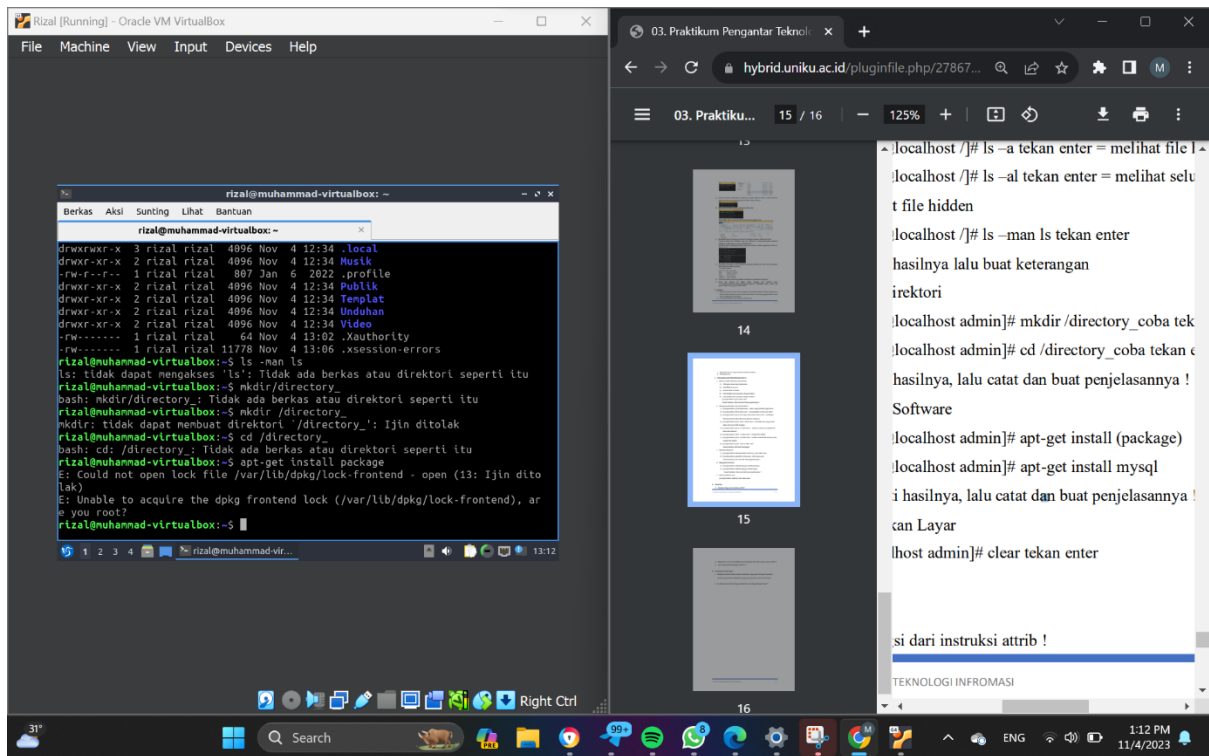 Rizal [Running] - Oracle VM VirtualBox
File Machine View Input Devices Help
rizal@muhammad-virtualbox: ~
Berkas Aksi Sunting Lihat Bantuan
rizal@muhammad-virtualbox: ~
drwxrwxr-x 3 rizal rizal 4096 Nov 4 12:34 .local
drwxr-xr-x 2 rizal rizal 4096 Nov 4 12:34 Musik
-rw-r--r-- 1 rizal rizal 807 Jan 6 2022 .profile
drwxr-xr-x 2 rizal rizal 4096 Nov 4 12:34 Publik
drwxr-xr-x 2 rizal rizal 4096 Nov 4 12:34 Templat
drwxr-xr-x 2 rizal rizal 4096 Nov 4 12:34 Unduhan
drwxr-xr-x 2 rizal rizal 4096 Nov 4 12:34 Video
-rw------- 1 rizal rizal 64 Nov 4 13:02 .Xauthority
-rw------- 1 rizal rizal 11778 Nov 4 13:06 .xsession-errors
rizal@muhammad-virtualbox:~$ ls -man ls
ls: tidak dapat mengakses 'ls': Tidak ada berkas atau direktori seperti itu
rizal@muhammad-virtualbox:~$ mkdir/directory_
bash: mkdir/directory_: Tidak ada berkas atau direktori seperti itu
rizal@muhammad-virtualbox:~$ mkdir /directory_
mkdir: tidak dapat membuat direktori '/directory_': Ijin ditolak
rizal@muhammad-virtualbox:~$ cd /directory_
bash: cd: /directory_: Tidak ada berkas atau direktori seperti itu
rizal@muhammad-virtualbox:~$ apt-get install package
E: Could not open lock file /var/lib/dpkg/lock-frontend - open (13: Ijin dito
lak)
E: Unable to acquire the dpkg frontend lock (/var/lib/dpkg/lock-frontend), ar
e you root?
rizal@muhammad-virtualbox:~$
1 2 3 4 rizal@muhammad-vir... 13:12
Right Ctrl
03. Praktikum Pengantar Teknol
hybrid.uniku.ac.id/pluginfile.php/27867... M
03. Praktiku... 15 / 16 125%
13
14
15
16
localhost /]# ls –a tekan enter = melihat file
localhost /]# ls –al tekan enter = melihat selu
t file hidden
localhost /]# ls –man ls tekan enter
hasilnya lalu buat keterangan
irektori
localhost admin]# mkdir /directory_coba tek
localhost admin]# cd /directory_coba tekan e
hasilnya, lalu catat dan buat penjelasannya !
Software
localhost admin]# apt-get install (package)
localhost admin]# apt-get install mysql
i hasilnya, lalu catat dan buat penjelasannya !
kan Layar
lhost admin]# clear tekan enter
si dari instruksi attrib !
TEKNOLOGI INFROMASI
31°
Search
PRE
99+
8
ENG
1:12 PM
11/4/2023